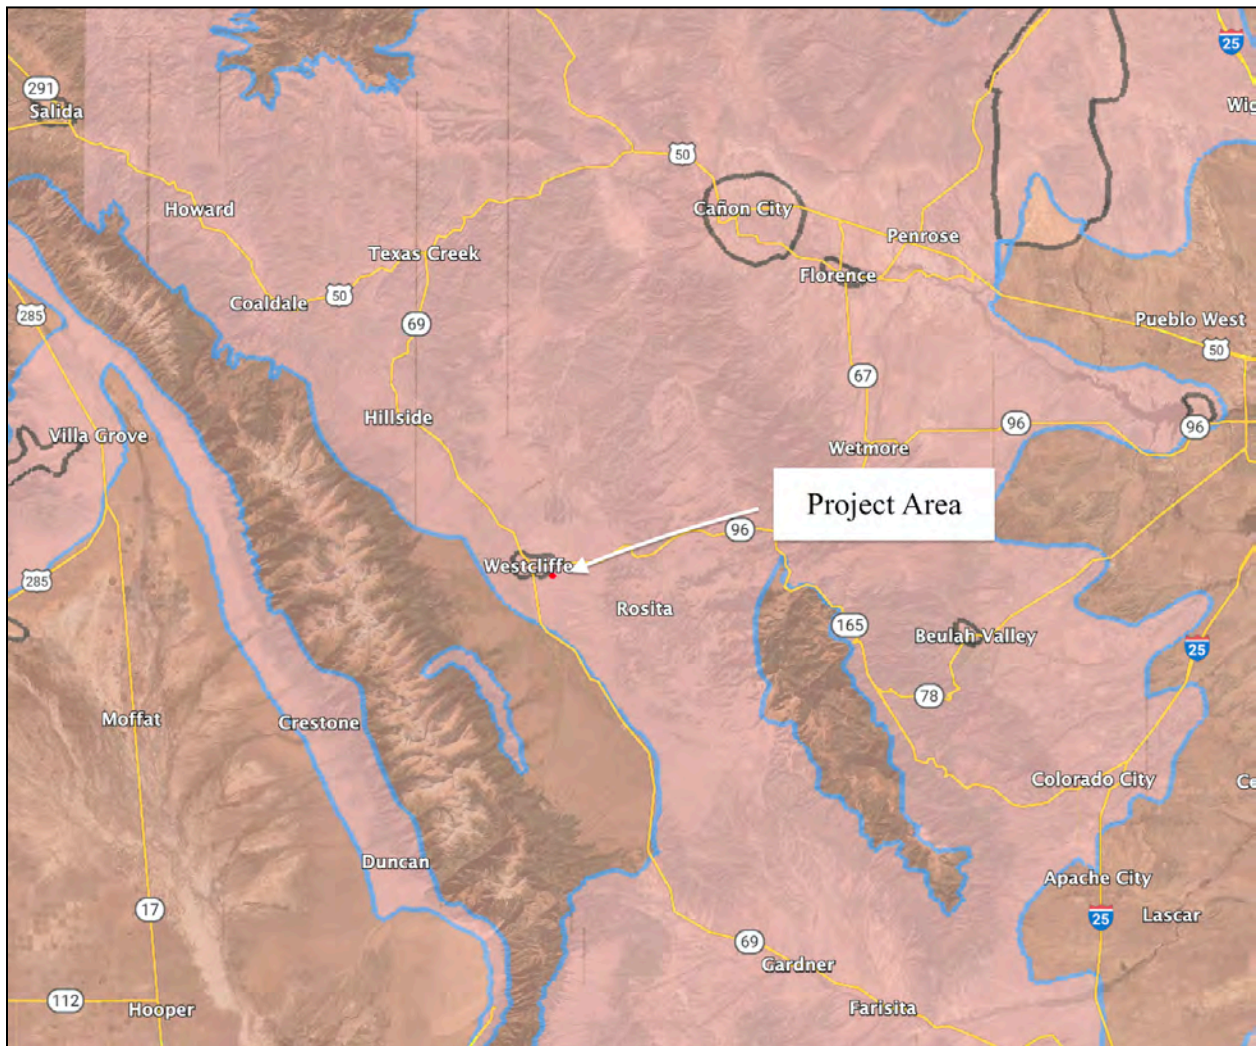 25
291
Salida
Wig
50
Howard
Cañon City
Penrose
Texas Creek
Florence
Coaldale
50
285
69
Pueblo West
50
67
Hillside
Villa Grove
96
96
Wetmore
Project Area
96
Westcliffe
285
Rosita
165
Beulah Valley
25
78
Moffat
Crestone
Colorado City
Ce
Duncan
Apache City
17
25
Lascar
69
Gardner
112
Hooper
Farisita